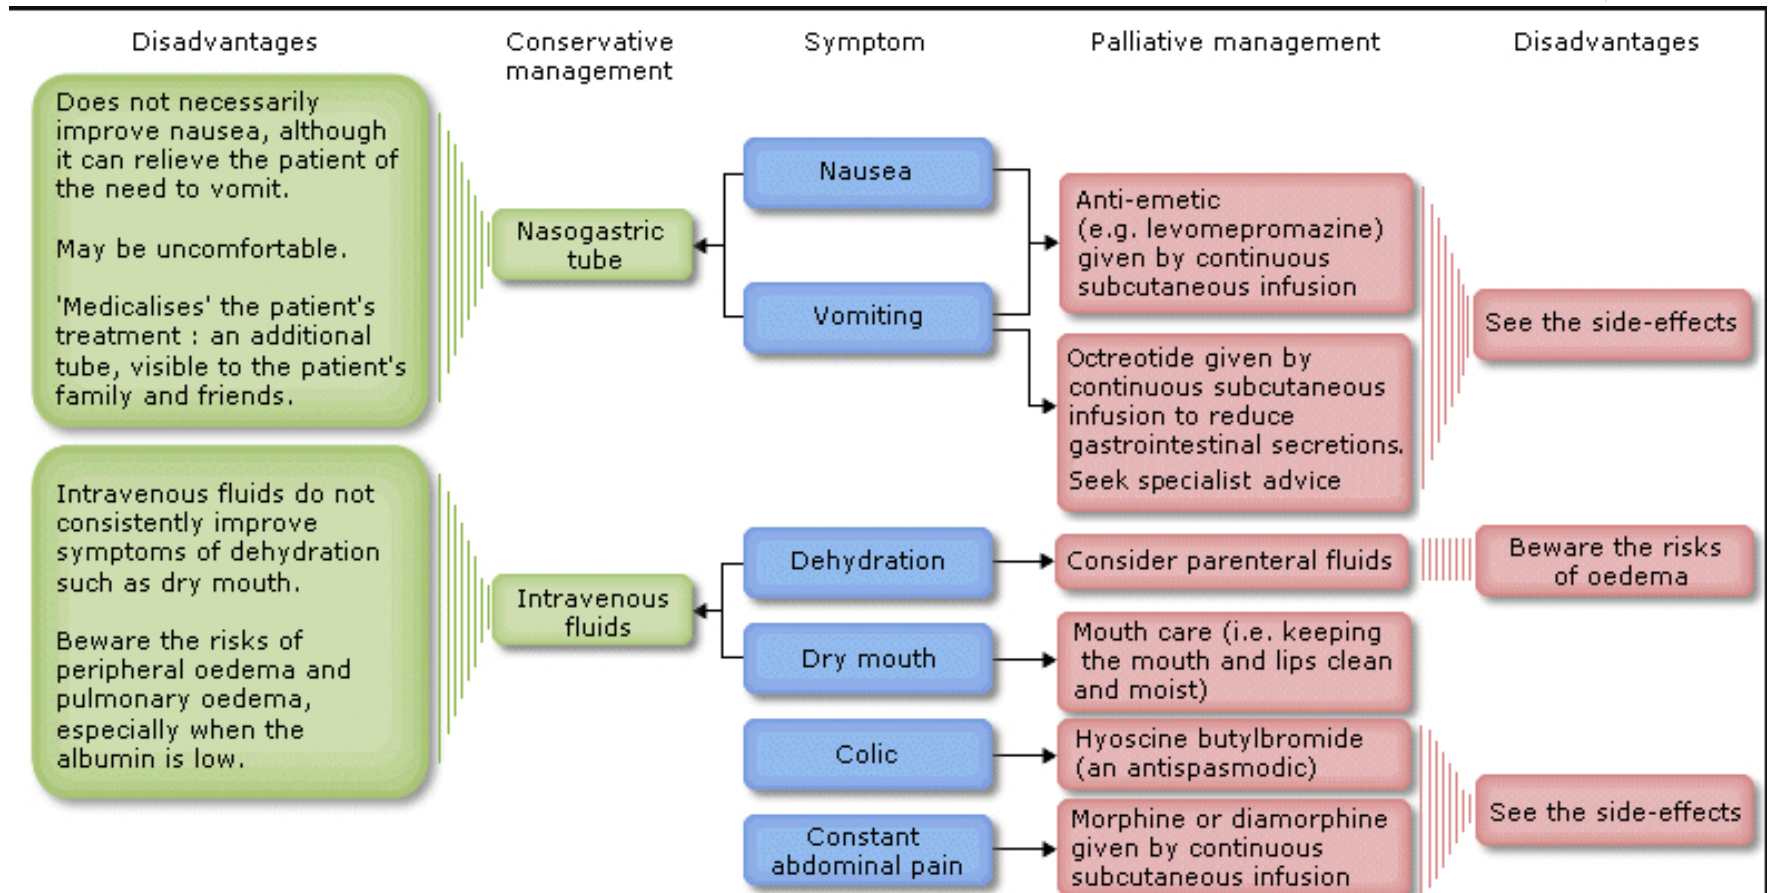 Disadvantages
Conservative
management
Symptom
Palliative management
Disadvantages
Does not necessarily
improve nausea, although
it can relieve the patient of
the need to vomit.
May be uncomfortable.
'Medicalises' the patient's
treatment : an additional
tube, visible to the patient's
family and friends.
Nasogastric
tube
Nausea
Vomiting
Anti-emetic
(e.g. levomepromazine)
given by continuous
subcutaneous infusion
Octreotide given by
continuous subcutaneous
infusion to reduce
gastrointestinal secretions.
Seek specialist advice
See the side-effects
Intravenous fluids do not
consistently improve
symptoms of dehydration
such as dry mouth.
Beware the risks of
peripheral oedema and
pulmonary oedema,
especially when the
albumin is low.
Intravenous
fluids
Dehydration
Consider parenteral fluids
Beware the risks
of oedema
Dry mouth
Mouth care (i.e. keeping
the mouth and lips clean
and moist)
Colic
Hyoscine butylbromide
(an antispasmodic)
Constant
abdominal pain
Morphine or diamorphine
given by continuous
subcutaneous infusion
See the side-effects